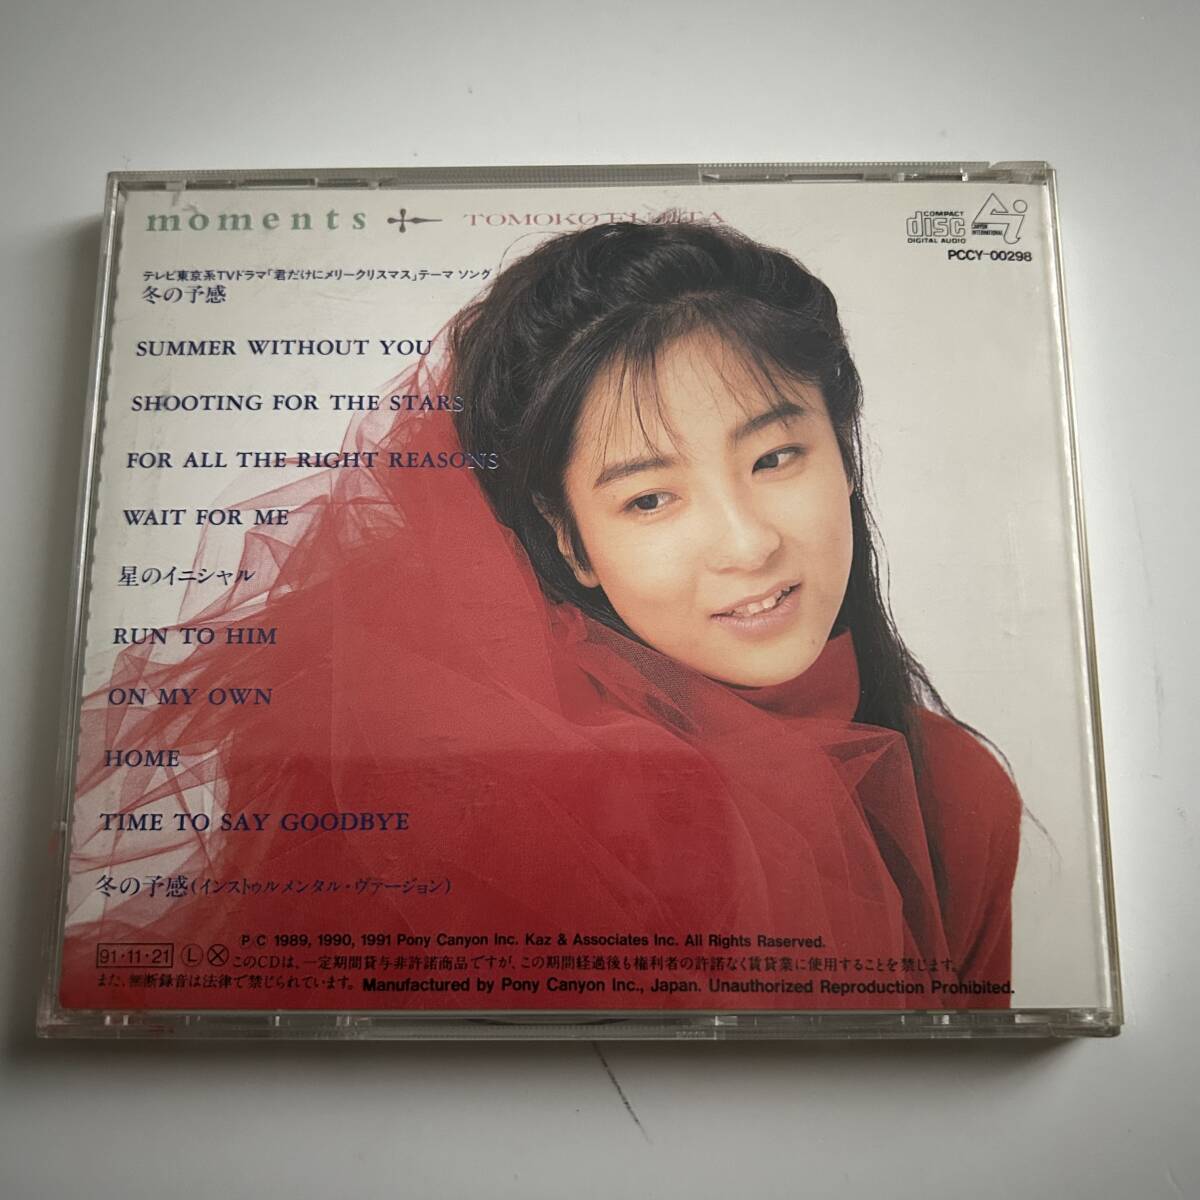 moments TOMOKO FUJITA
COMPACT
disc
DIGITAL AUDIO
CANYON
INTERNATIONAL
PCCY-00298
テレビ東京系TVドラマ「君だけにメリークリスマス」テーマ ソング
冬の予感
SUMMER WITHOUT YOU
SHOOTING FOR THE STARS
FOR ALL THE RIGHT REASONS
WAIT FOR ME
星のイニシャル
RUN TO HIM
ON MY OWN
HOME
TIME TO SAY GOODBYE
冬の予感(インストゥルメンタル・ヴァージョン)
Ⓟ/C 1989, 1990, 1991 Pony Canyon Inc. Kaz & Associates Inc. All Rights Raserved.
91・11・21 Ⓛ Ⓧ このCDは、一定期間貸与非許諾商品ですが、この期間経過後も権利者の許諾なく賃貸業に使用することを禁じます。
また、無断録音は法律で禁じられています。 Manufactured by Pony Canyon Inc., Japan. Unauthorized Reproduction Prohibited.